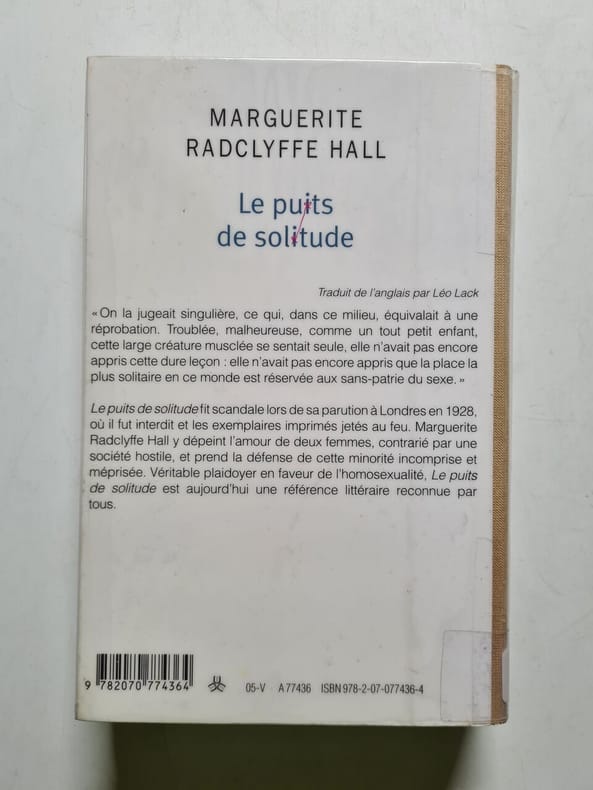 MARGUERITE
RADCLYFFE HALL
Le puits
de solitude
Traduit de l'anglais par Léo Lack
« On la jugeait singulière, ce qui, dans ce milieu, équivalait à une
réprobation. Troublée, malheureuse, comme un tout petit enfant,
cette large créature musclée se sentait seule, elle n'avait pas encore
appris cette dure leçon : elle n'avait pas encore appris que la place la
plus solitaire en ce monde est réservée aux sans-patrie du sexe. »
Le puits de solitude fit scandale lors de sa parution à Londres en 1928,
où il fut interdit et les exemplaires imprimés jetés au feu. Marguerite
Radclyffe Hall y dépeint l'amour de deux femmes, contrarié par une
société hostile, et prend la défense de cette minorité incomprise et
méprisée. Véritable plaidoyer en faveur de l'homosexualité, Le puits
de solitude est aujourd'hui une référence littéraire reconnue par
tous.
9 782070 774364
05-V A 77436 ISBN 978-2-07-077436-4